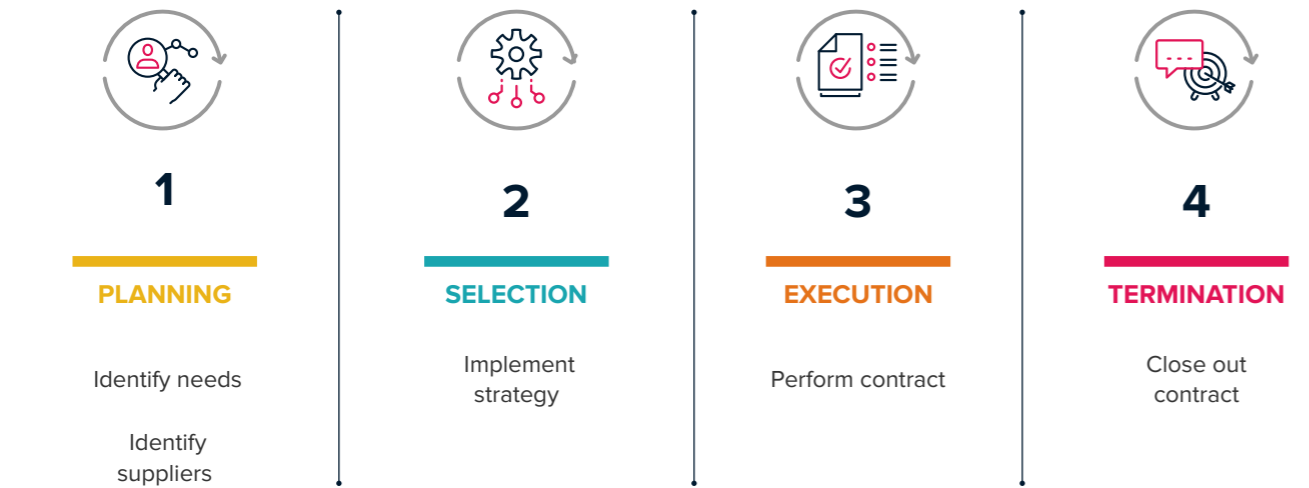 1
PLANNING
Identify needs
Identify
suppliers
2
SELECTION
Implement
strategy
3
EXECUTION
Perform contract
4
TERMINATION
Close out
contract